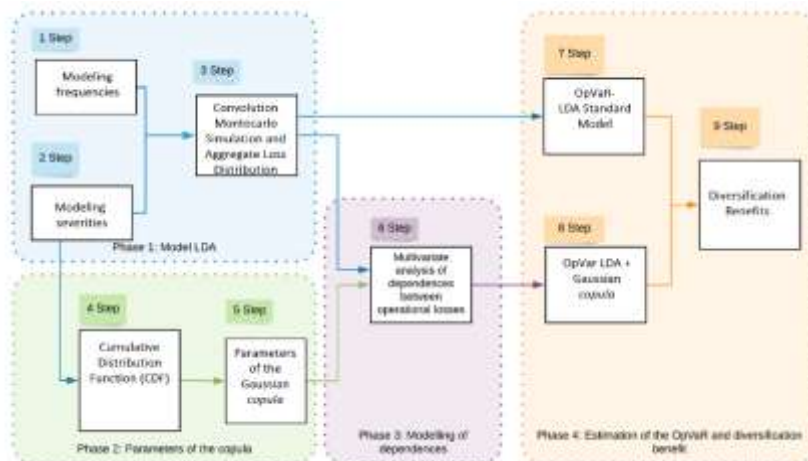 1 Step
Modeling
frequencies
2 Step
Modeling
severities
3 Step
Convolution
Montocarlo
Simulation and
Aggregate Loss
Distribution
Phase 1: Model LDA
4 Step
Cumulative
Distribution
Function (CDF)
5 Step
Parameters
of the
Gaussian
copula
Phase 2: Parameters of the copula
6 Step
Multivariate
analysis of
dependences
between
operational losses
Phase 3: Modelling of
dependences
7 Step
OpVaR-
LDA Standard
Model
8 Step
OpVar LDA +
Gaussian
copula
9 Step
Diversification
Benefits
Phase 4: Estimation of the OpVaR and diversification
benefit